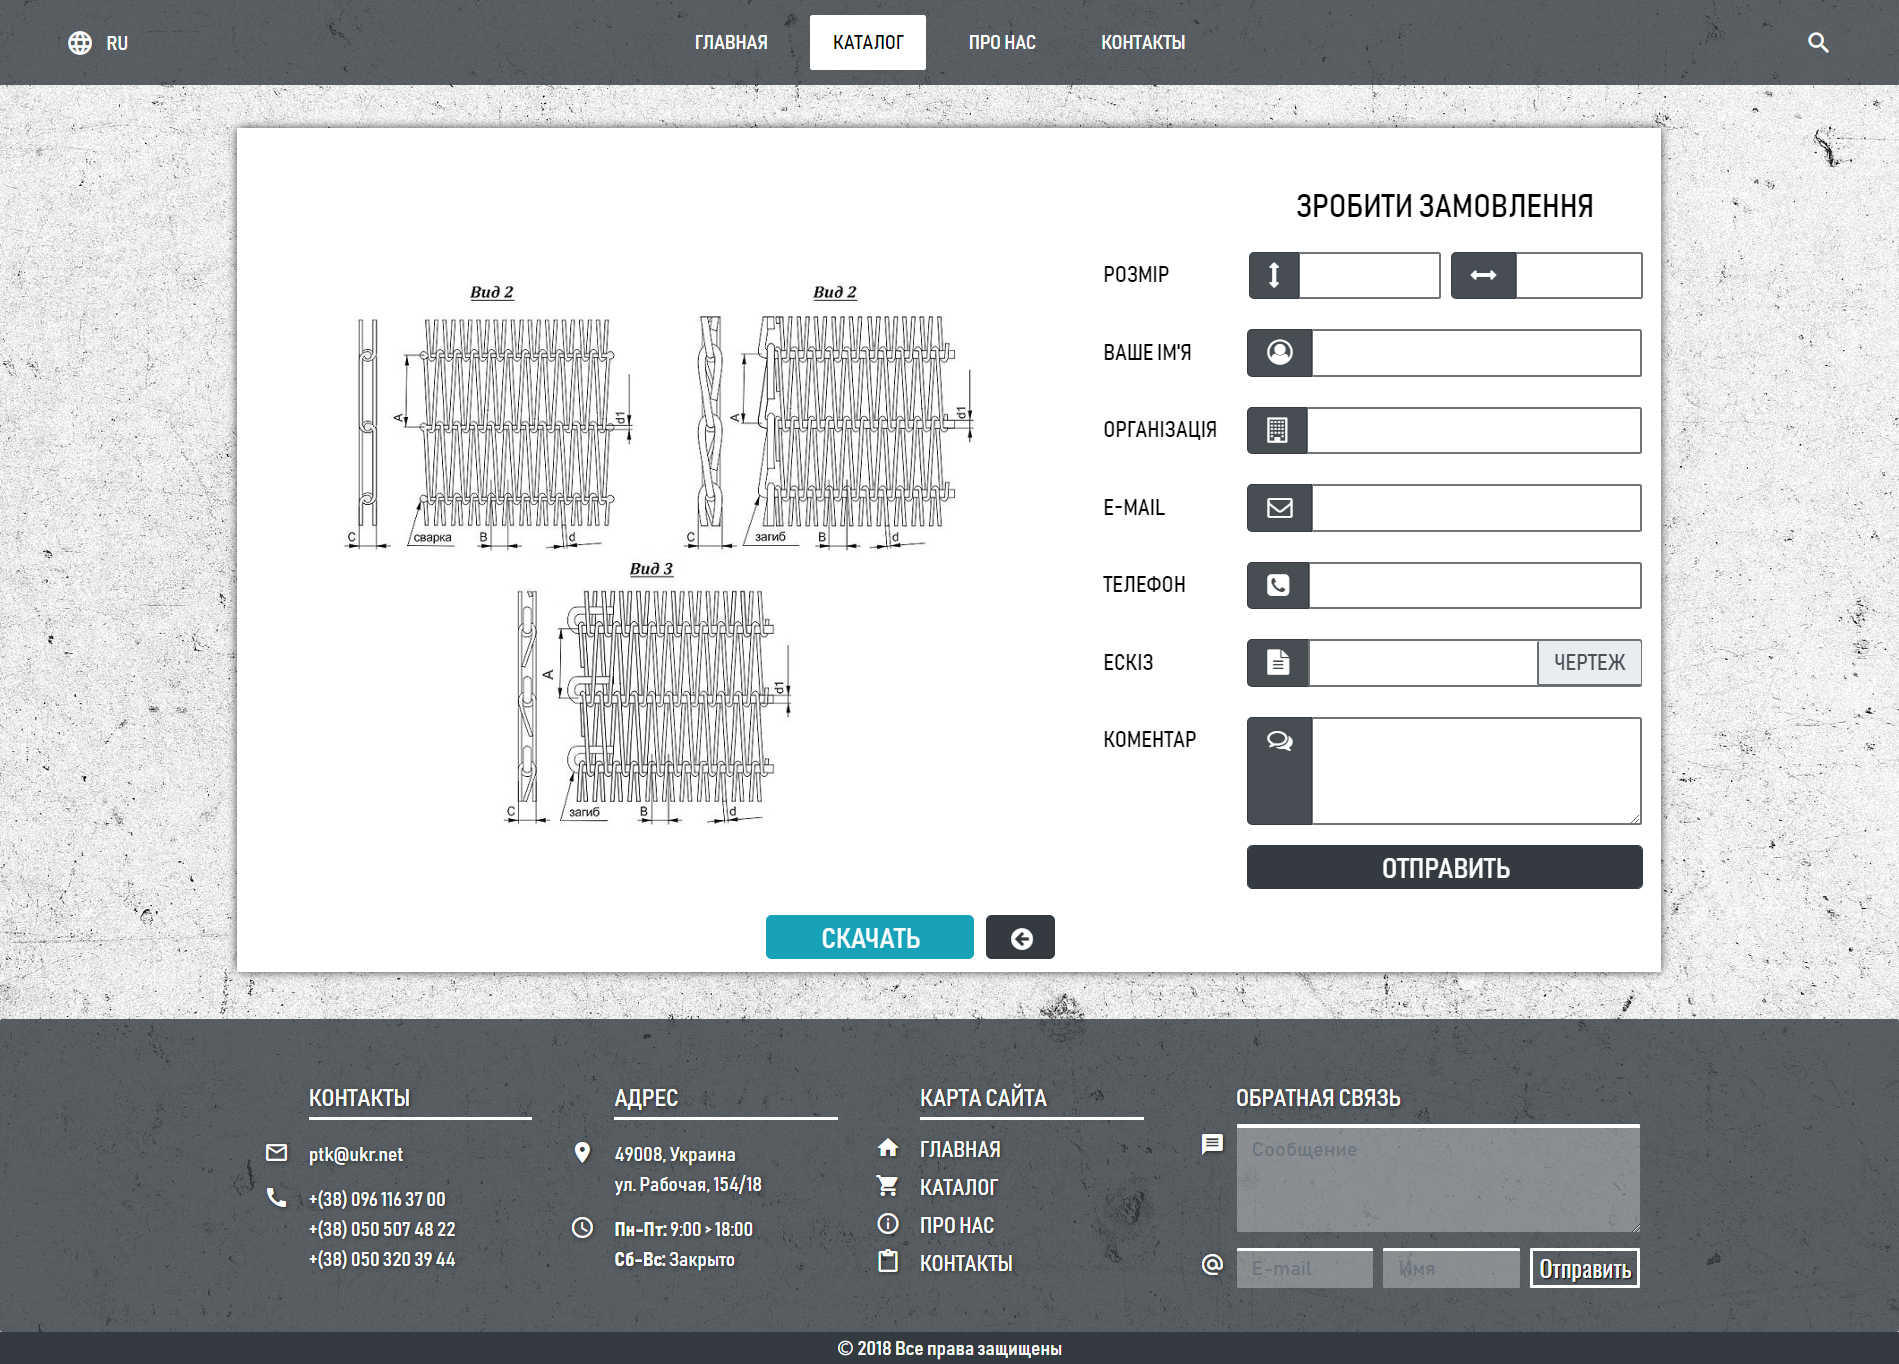 RU
ГЛАВНАЯ
КАТАЛОГ
ПРО НАС
КОНТАКТЫ
ЗРОБИТИ ЗАМОВЛЕННЯ
РОЗМІР
ВАШЕ ІМ'Я
ОРГАНІЗАЦІЯ
E-MAIL
ТЕЛЕФОН
ЕСКІЗ
ЧЕРТЕЖ
КОМЕНТАР
ОТПРАВИТЬ
Вид 2
A
d1
C
сварка
B
d
Вид 2
A
d1
C
загиб
B
d
Вид 3
A
d1
C
загиб
B
d
СКАЧАТЬ
КОНТАКТЫ
ptk@ukr.net
+(38) 096 116 37 00
+(38) 050 507 48 22
+(38) 050 320 39 44
АДРЕС
49008, Украина
ул. Рабочая, 154/18
Пн-Пт: 9:00 > 18:00
Сб-Вс: Закрыто
КАРТА САЙТА
ГЛАВНАЯ
КАТАЛОГ
ПРО НАС
КОНТАКТЫ
ОБРАТНАЯ СВЯЗЬ
Сообщение
E-mail
Имя
Отправить
© 2018 Все права защищены